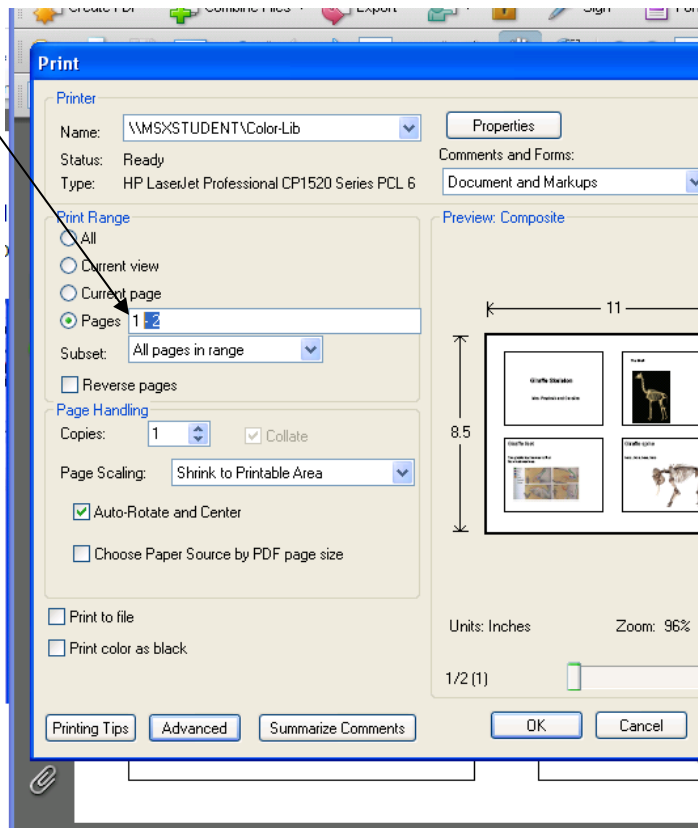 Create PDF Combine Files Export Sign
Print
Printer
Name: \\MSXSTUDENT\Color-Lib
Properties
Status: Ready
Comments and Forms:
Type: HP LaserJet Professional CP1520 Series PCL 6
Document and Markups
Print Range
Preview: Composite
All
Current view
Current page
Pages 1 - 2
Subset: All pages in range
Reverse pages
11
8.5
Giraffe Skeleton
Page Handling
Copies: 1 Collate
Page Scaling: Shrink to Printable Area
Auto-Rotate and Center
Choose Paper Source by PDF page size
Print to file
Print color as black
Units: Inches Zoom: 96%
1/2 (1)
Printing Tips Advanced Summarize Comments OK Cancel